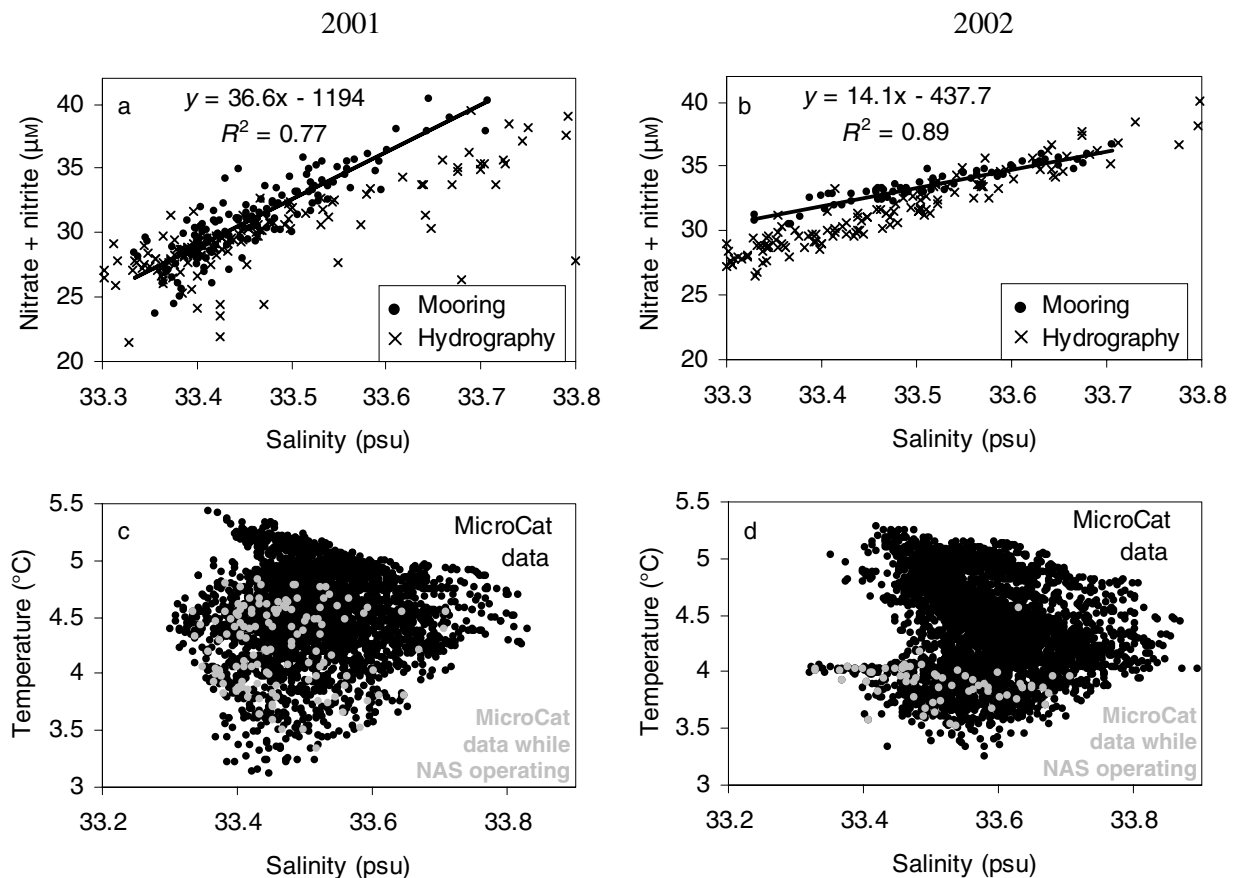 2001
2002
a
y = 36.6x - 1194
R² = 0.77
40
35
30
25
20
Nitrate + nitrite (μM)
Mooring
Hydrography
33.3
33.4
33.5
33.6
33.7
33.8
Salinity (psu)
b
y = 14.1x - 437.7
R² = 0.89
40
35
30
25
20
Nitrate + nitrite (μM)
Mooring
Hydrography
33.3
33.4
33.5
33.6
33.7
33.8
Salinity (psu)
c
MicroCat
data
5.5
5
4.5
4
3.5
3
Temperature (°C)
MicroCat
data while
NAS operating
33.2
33.4
33.6
33.8
Salinity (psu)
d
MicroCat
data
5.5
5
4.5
4
3.5
3
Temperature (°C)
MicroCat
data while
NAS operating
33.2
33.4
33.6
33.8
Salinity (psu)